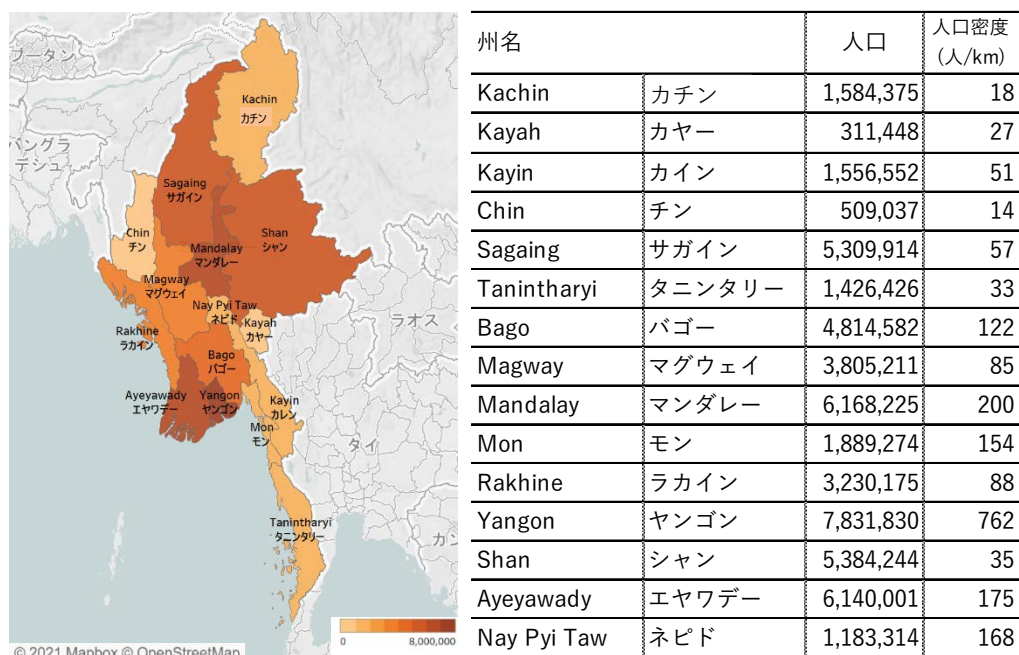 ブータン
バングラ
デシュ
Kachin
カチン
Sagaing
サガイン
Chin
チン
Shan
シャン
Mandalay
マンダレー
Magway
マグウェイ
Nay Pyi Taw
ネピド
Kayah
カヤー
Rakhine
ラカイン
Bago
バゴー
ラオス
Ayeyawady
エヤワデー
Yangon
ヤンゴン
Kayin
カレン
Mon
モン
タイ
Tanintharyi
タニンタリー
カン
0 8,000,000
© 2021 Mapbox © OpenStreetMap
州名 人口 人口密度
(人/km)
Kachin カチン 1,584,375 18
Kayah カヤー 311,448 27
Kayin カイン 1,556,552 51
Chin チン 509,037 14
Sagaing サガイン 5,309,914 57
Tanintharyi タニンタリー 1,426,426 33
Bago バゴー 4,814,582 122
Magway マグウェイ 3,805,211 85
Mandalay マンダレー 6,168,225 200
Mon モン 1,889,274 154
Rakhine ラカイン 3,230,175 88
Yangon ヤンゴン 7,831,830 762
Shan シャン 5,384,244 35
Ayeyawady エヤワデー 6,140,001 175
Nay Pyi Taw ネピド 1,183,314 168